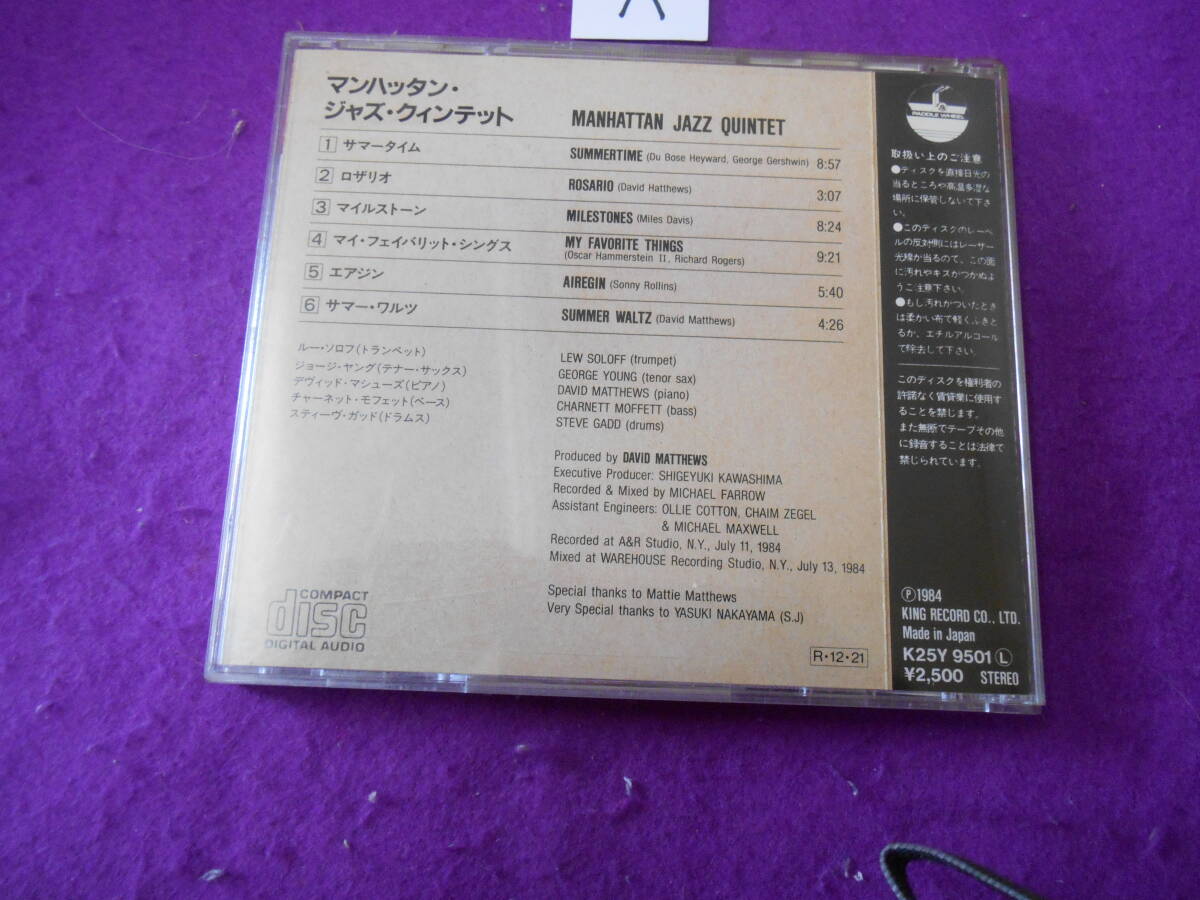 マンハッタン・
ジャズ・クィンテット
MANHATTAN JAZZ QUINTET
1 サマータイム SUMMERTIME (Du Bose Heyward, George Gershwin) 8:57
2 ロザリオ ROSARIO (David Hatthews) 3:07
3 マイルストーン MILESTONES (Miles Davis) 8:24
4 マイ・フェイバリット・シングス MY FAVORITE THINGS 9:21
(Oscar Hammerstein II, Richard Rogers)
5 エアジン AIREGIN (Sonny Rollins) 5:40
6 サマー・ワルツ SUMMER WALTZ (David Matthews) 4:26
ルー・ソロフ(トランペット)
ジョージ・ヤング(テナー・サックス)
デヴィッド・マシューズ(ピアノ)
チャーネット・モフェット(ベース)
スティーヴ・ガッド(ドラムス)
LEW SOLOFF (trumpet)
GEORGE YOUNG (tenor sax)
DAVID MATTHEWS (piano)
CHARNETT MOFFETT (bass)
STEVE GADD (drums)
Produced by DAVID MATTHEWS
Executive Producer: SHIGEYUKI KAWASHIMA
Recorded & Mixed by MICHAEL FARROW
Assistant Engineers: OLLIE COTTON, CHAIM ZEGEL
& MICHAEL MAXWELL
Recorded at A&R Studio, N.Y., July 11, 1984
Mixed at WAREHOUSE Recording Studio, N.Y., July 13, 1984
Special thanks to Mattie Matthews
Very Special thanks to YASUKI NAKAYAMA (S.J)
COMPACT
disc
DIGITAL AUDIO
R・12・21
PADDLE WHEEL
取扱い上のご注意
●ディスクを直接日光の
当るところや高温多湿な
場所に保管しないで下さ
い。
●このディスクのレーベ
ルの反対側にはレーザー
光線が当るので、この面
に汚れやキズがつかぬよ
うご注意下さい。
●もし汚れがついたとき
は柔かい布で軽くふきと
るか、エチルアルコール
で除去して下さい。
このディスクを権利者の
許諾なく賃貸業に使用す
ることを禁じます。
また無断でテープその他
に録音することは法律で
禁じられています。
Ⓟ1984
KING RECORD CO., LTD.
Made in Japan
K25Y 9501 Ⓛ
¥2,500 STEREO